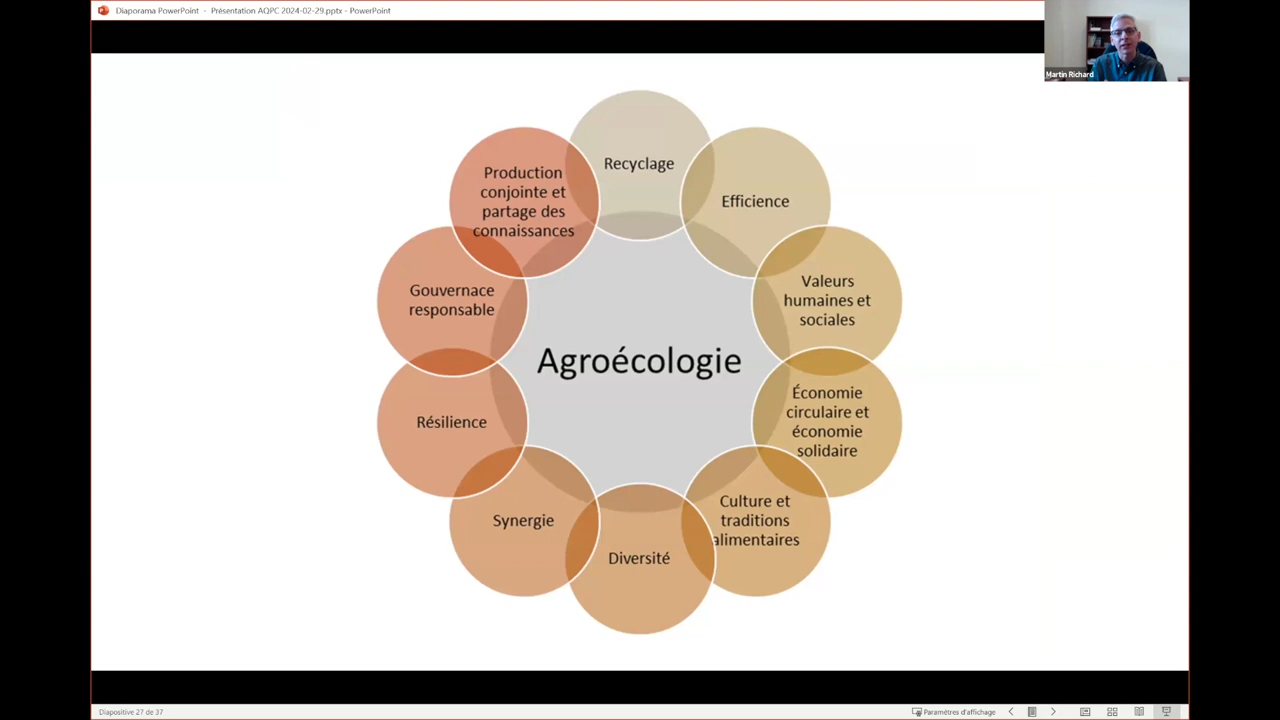 Diaporama PowerPoint - Présentation AQPC 2024-02-29.pptx - PowerPoint
Martin Richard
Recyclage
Efficience
Valeurs
humaines et
sociales
Économie
circulaire et
économie
solidaire
Culture et
traditions
alimentaires
Diversité
Synergie
Résilience
Gouvernace
responsable
Production
conjointe et
partage des
connaissances
Agroécologie
Diapositive 27 de 37
Paramètres d'affichage